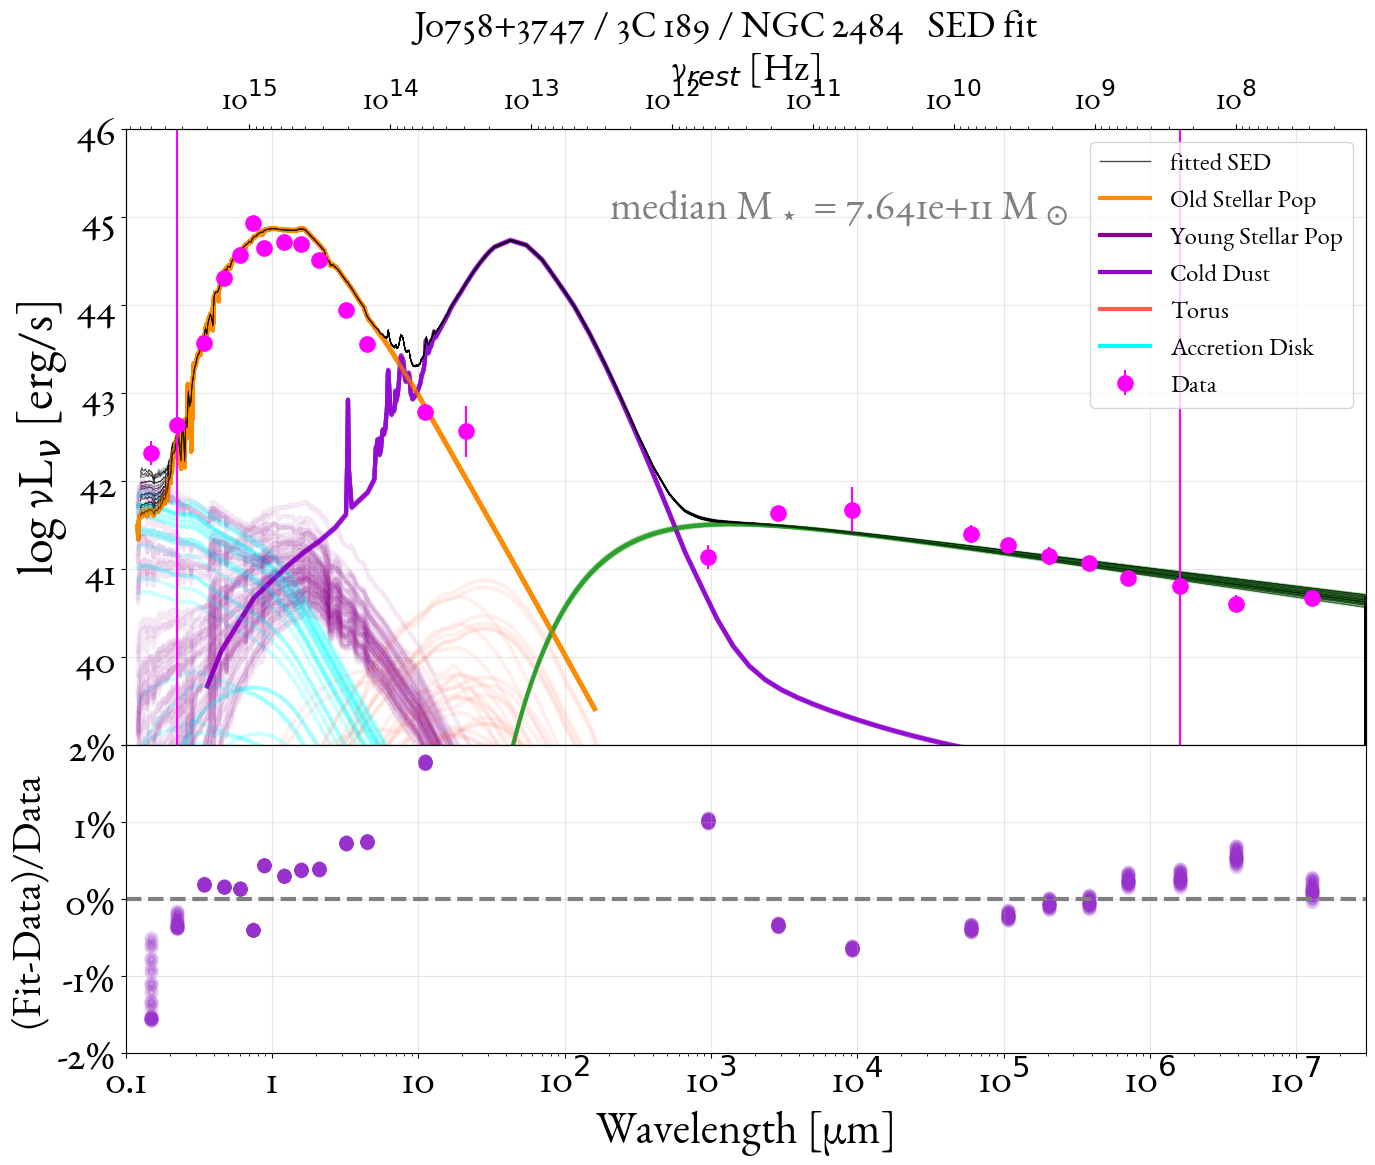 J0758+3747 / 3C 189 / NGC 2484 SED fit
ν_rest [Hz]
10^15 10^14 10^13 10^12 10^11 10^10 10^9 10^8
log νLν [erg/s]
46
45
44
43
42
41
40
median M⋆ = 7.641e+11 M⊙
fitted SED
Old Stellar Pop
Young Stellar Pop
Cold Dust
Torus
Accretion Disk
Data
(Fit-Data)/Data
2%
1%
0%
-1%
-2%
0.1 1 10 10^2 10^3 10^4 10^5 10^6 10^7
Wavelength [μm]